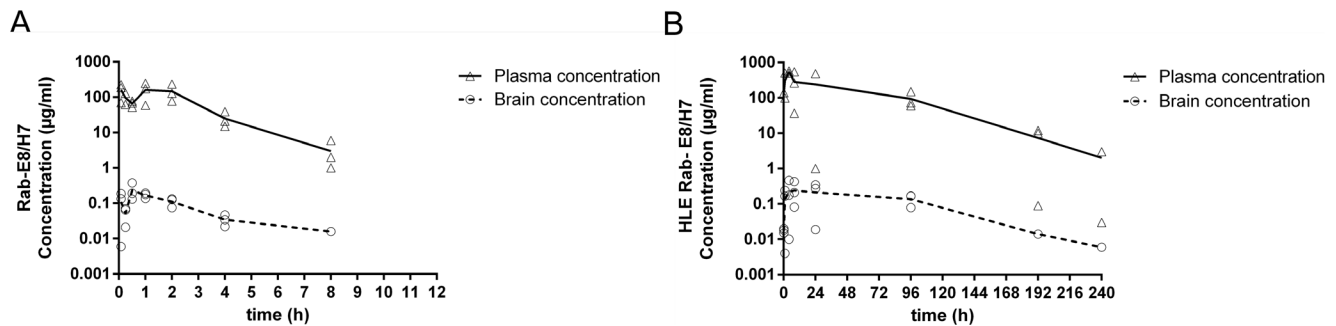 A
Rab-E8/H7
Concentration (µg/ml)
1000
100
10
1
0.1
0.01
0.001
0 1 2 3 4 5 6 7 8 9 10 11 12
time (h)
Plasma concentration
Brain concentration
B
HLE Rab- E8/H7
Concentration (µg/ml)
1000
100
10
1
0.1
0.01
0.001
0 24 48 72 96 120 144 168 192 216 240
time (h)
Plasma concentration
Brain concentration